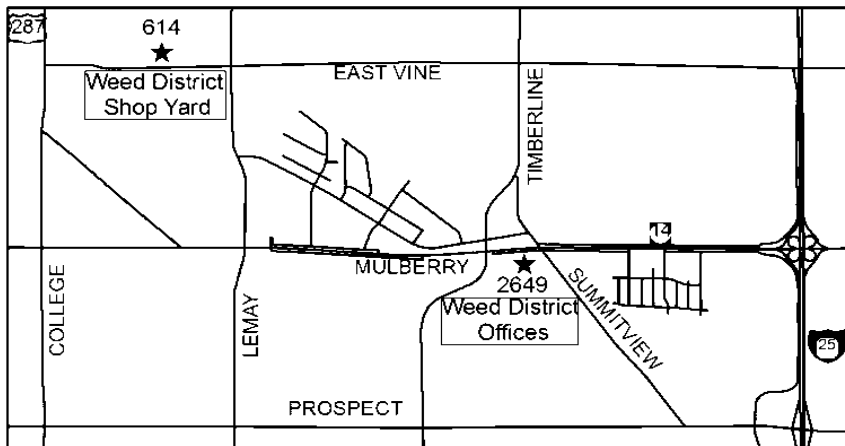 287
614
Weed District
Shop Yard
EAST VINE
TIMBERLINE
14
MULBERRY
2649
Weed District
Offices
SUMMITVIEW
COLLEGE
LEMAY
25
PROSPECT